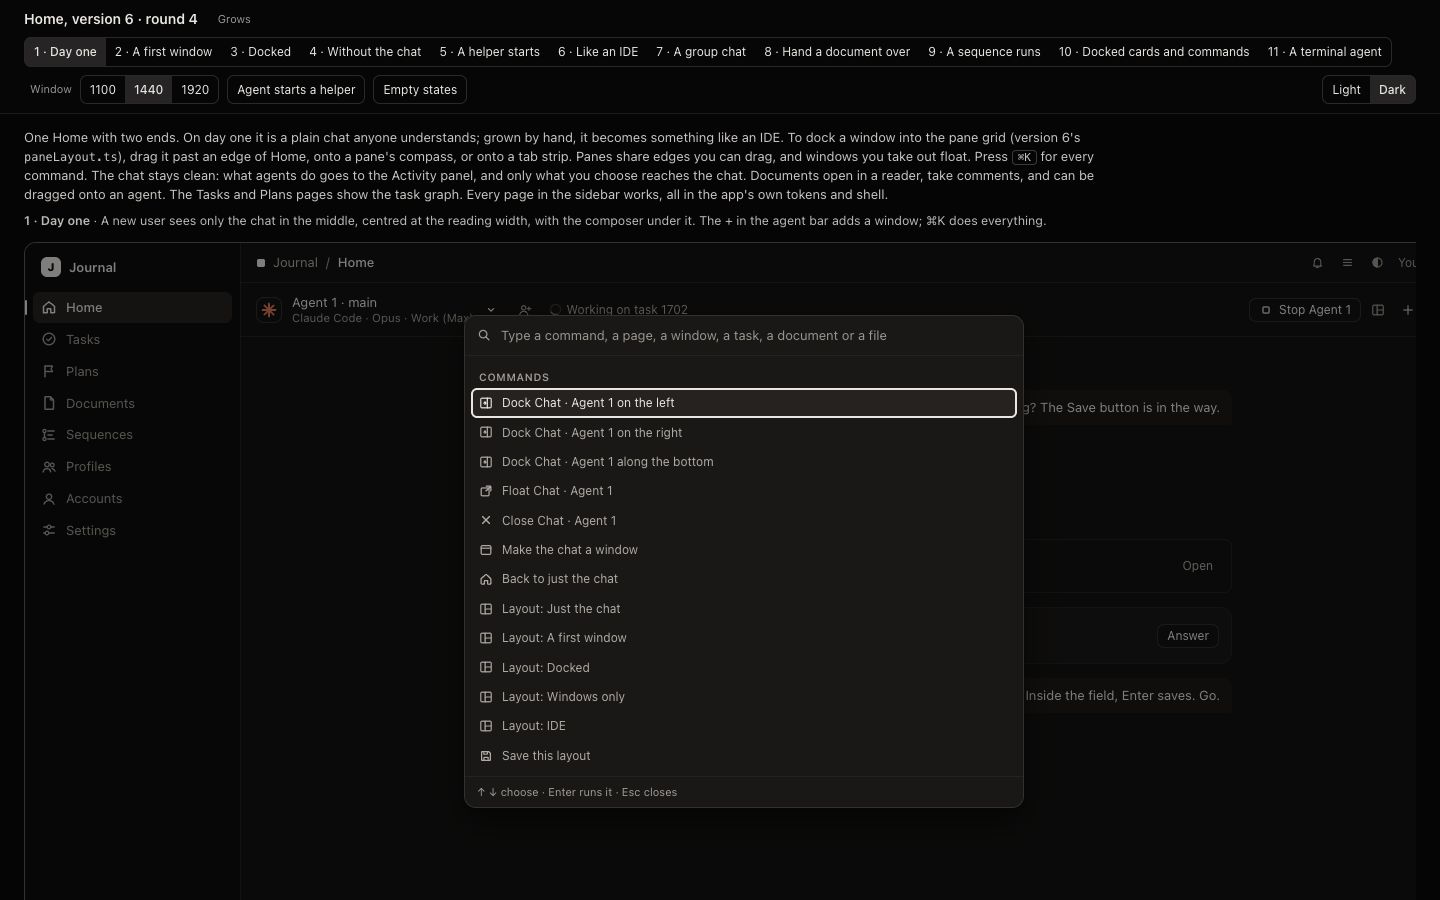 Home, version 6 · round 4 Grows
1 · Day one 2 · A first window 3 · Docked 4 · Without the chat 5 · A helper starts 6 · Like an IDE 7 · A group chat 8 · Hand a document over 9 · A sequence runs 10 · Docked cards and commands 11 · A terminal agent
Window 1100 1440 1920 Agent starts a helper Empty states Light Dark
One Home with two ends. On day one it is a plain chat anyone understands; grown by hand, it becomes something like an IDE. To dock a window into the pane grid (version 6's
paneLayout.ts), drag it past an edge of Home, onto a pane's compass, or onto a tab strip. Panes share edges you can drag, and windows you take out float. Press ⌘K for every
command. The chat stays clean: what agents do goes to the Activity panel, and only what you choose reaches the chat. Documents open in a reader, take comments, and can be
dragged onto an agent. The Tasks and Plans pages show the task graph. Every page in the sidebar works, all in the app's own tokens and shell.
1 · Day one · A new user sees only the chat in the middle, centred at the reading width, with the composer under it. The + in the agent bar adds a window; ⌘K does everything.
J Journal
Journal / Home
You
Home
Tasks
Plans
Documents
Sequences
Profiles
Accounts
Settings
Agent 1 · main
Claude Code · Opus · Work (Max
Working on task 1702
Stop Agent 1
Type a command, a page, a window, a task, a document or a file
COMMANDS
Dock Chat · Agent 1 on the left
g? The Save button is in the way.
Dock Chat · Agent 1 on the right
Dock Chat · Agent 1 along the bottom
Float Chat · Agent 1
Close Chat · Agent 1
Make the chat a window
Open
Back to just the chat
Layout: Just the chat
Layout: A first window
Answer
Layout: Docked
Layout: Windows only
Inside the field, Enter saves. Go.
Layout: IDE
Save this layout
↑ ↓ choose · Enter runs it · Esc closes